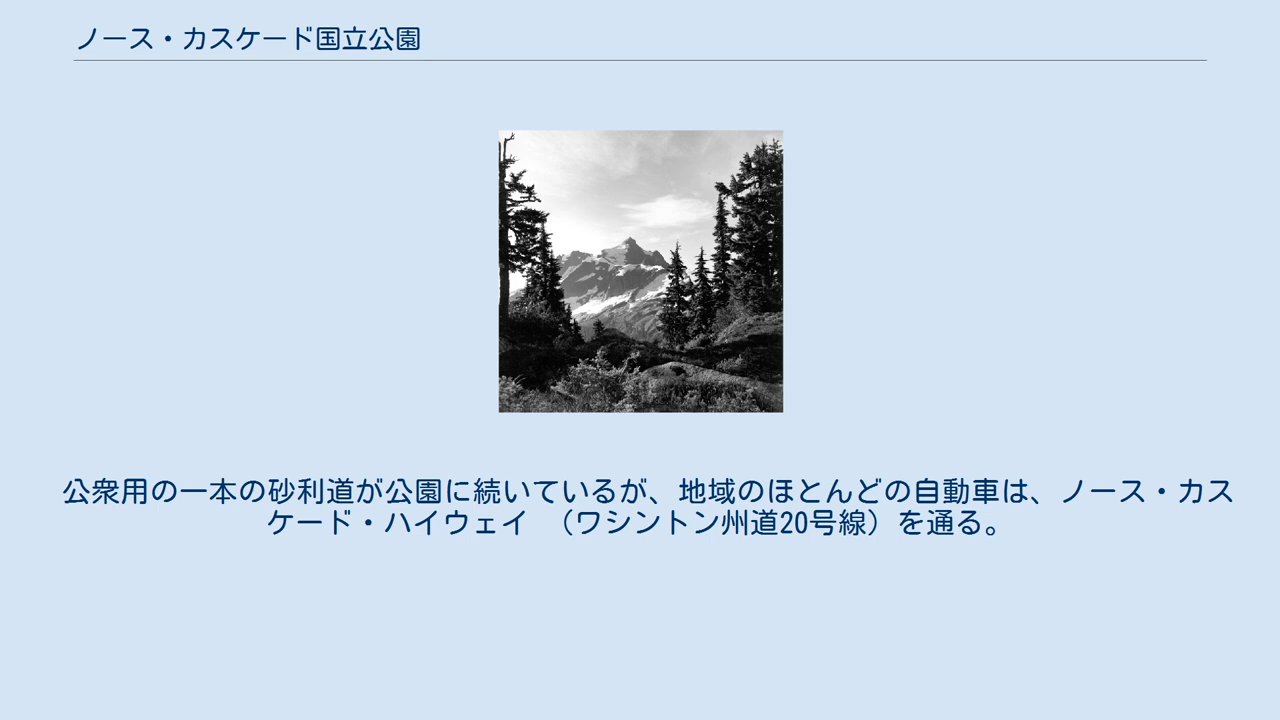 ノース・カスケード国立公園
公衆用の一本の砂利道が公園に続いているが、地域のほとんどの自動車は、ノース・カス
ケード・ハイウェイ （ワシントン州道20号線）を通る。